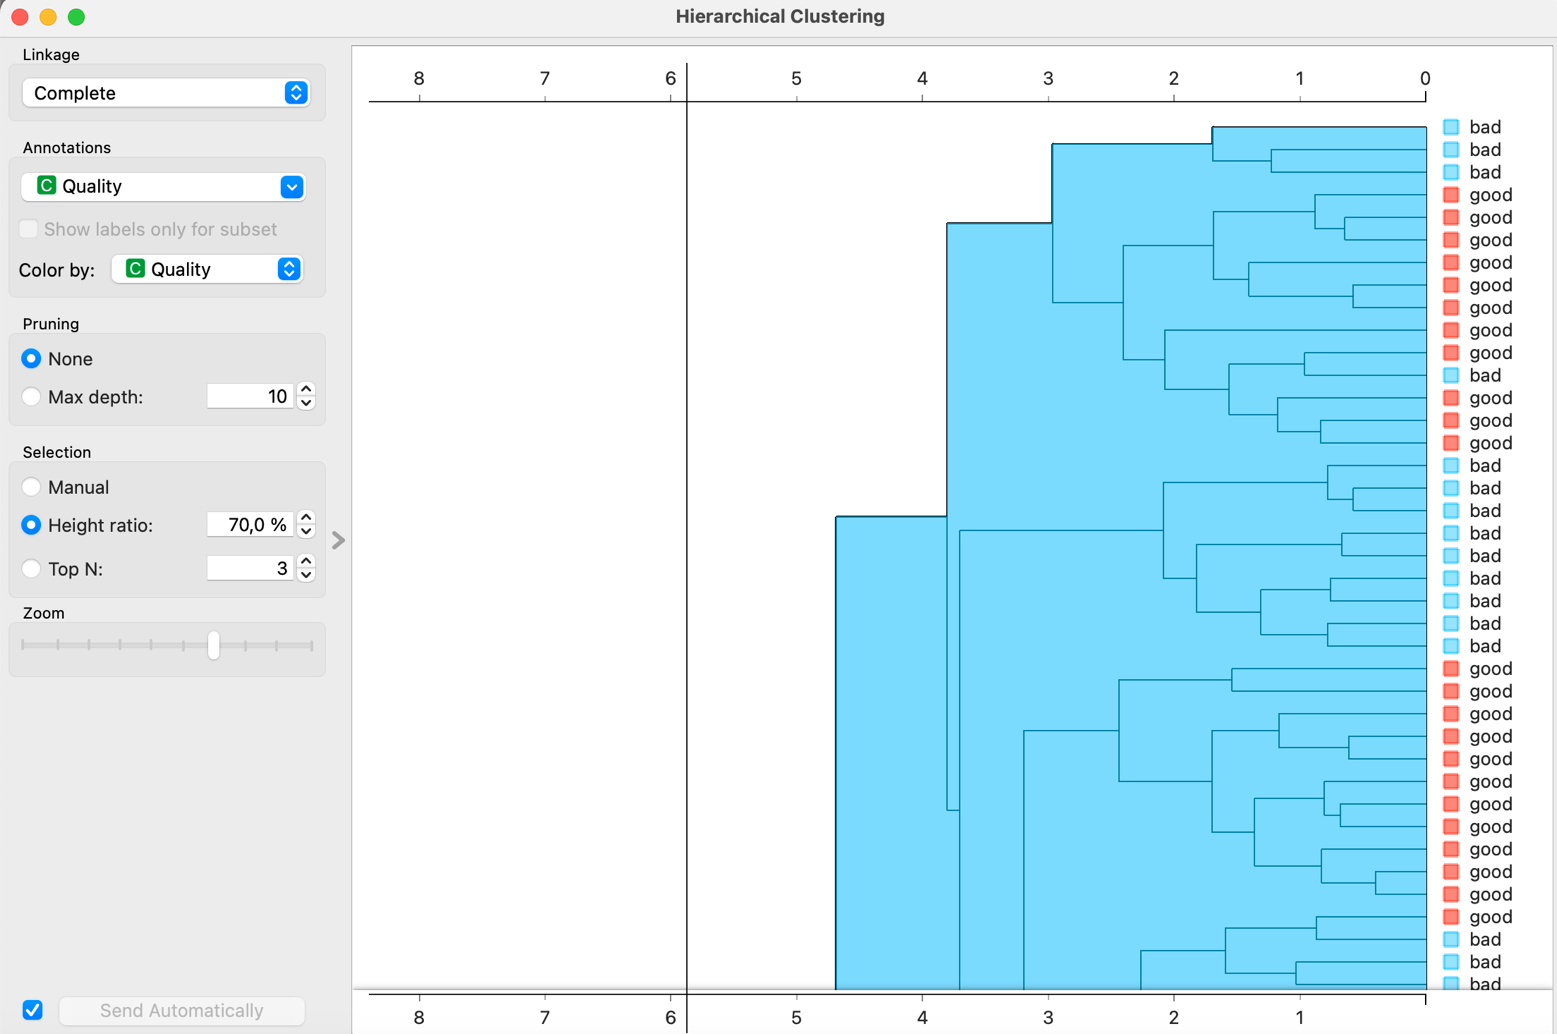 Hierarchical Clustering
Linkage
Complete
Annotations
C Quality
Show labels only for subset
Color by: C Quality
Pruning
None
Max depth: 10
Selection
Manual
Height ratio: 70,0 %
Top N: 3
Zoom
Send Automatically
8 7 6 5 4 3 2 1 0
bad
bad
bad
good
good
good
good
good
good
good
good
bad
good
good
good
bad
bad
bad
bad
bad
bad
bad
bad
bad
good
good
good
good
good
good
good
good
good
good
good
good
bad
bad
bad
8 7 6 5 4 3 2 1 0